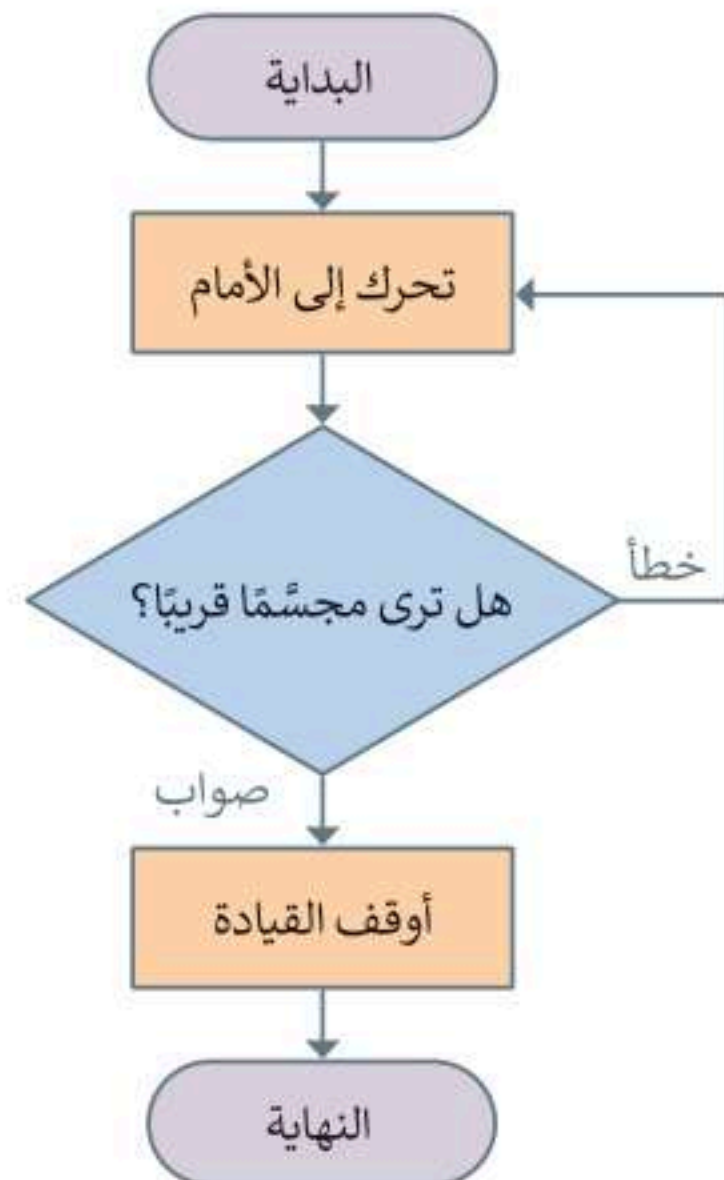 البداية
تحرك إلى الأمام
هل ترى مجسَّمًا قريبًا؟
خطأ
صواب
أوقف القيادة
النهاية